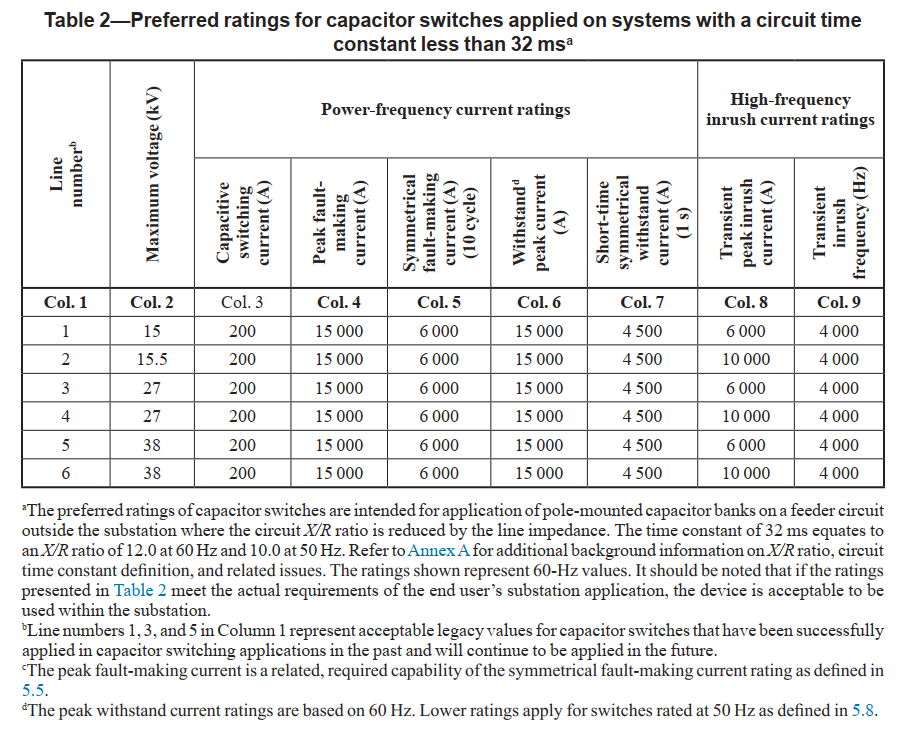 Table 2—Preferred ratings for capacitor switches applied on systems with a circuit time
constant less than 32 msᵃ
Line numberᵇ | Maximum voltage (kV) | Power-frequency current ratings | High-frequency inrush current ratings
Capacitive switching current (A) | Peak fault-making current (A) | Symmetrical fault-making current (A) (10 cycle) | Withstandᵈ peak current (A) | Short-time symmetrical withstand current (A) (1 s) | Transient peak inrush current (A) | Transient inrush frequency (Hz)
Col. 1 | Col. 2 | Col. 3 | Col. 4 | Col. 5 | Col. 6 | Col. 7 | Col. 8 | Col. 9
1 | 15 | 200 | 15 000 | 6 000 | 15 000 | 4 500 | 6 000 | 4 000
2 | 15.5 | 200 | 15 000 | 6 000 | 15 000 | 4 500 | 10 000 | 4 000
3 | 27 | 200 | 15 000 | 6 000 | 15 000 | 4 500 | 6 000 | 4 000
4 | 27 | 200 | 15 000 | 6 000 | 15 000 | 4 500 | 10 000 | 4 000
5 | 38 | 200 | 15 000 | 6 000 | 15 000 | 4 500 | 6 000 | 4 000
6 | 38 | 200 | 15 000 | 6 000 | 15 000 | 4 500 | 10 000 | 4 000
ᵃThe preferred ratings of capacitor switches are intended for application of pole-mounted capacitor banks on a feeder circuit
outside the substation where the circuit X/R ratio is reduced by the line impedance. The time constant of 32 ms equates to
an X/R ratio of 12.0 at 60 Hz and 10.0 at 50 Hz. Refer to Annex A for additional background information on X/R ratio, circuit
time constant definition, and related issues. The ratings shown represent 60-Hz values. It should be noted that if the ratings
presented in Table 2 meet the actual requirements of the end user's substation application, the device is acceptable to be
used within the substation.
ᵇLine numbers 1, 3, and 5 in Column 1 represent acceptable legacy values for capacitor switches that have been successfully
applied in capacitor switching applications in the past and will continue to be applied in the future.
ᶜThe peak fault-making current is a related, required capability of the symmetrical fault-making current rating as defined in
5.5.
ᵈThe peak withstand current ratings are based on 60 Hz. Lower ratings apply for switches rated at 50 Hz as defined in 5.8.